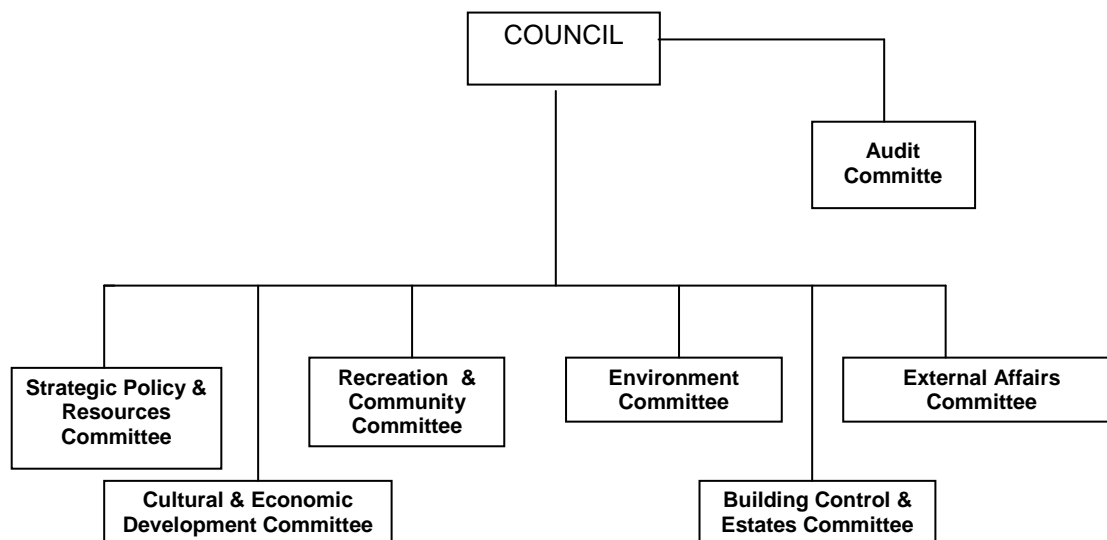 COUNCIL
Audit
Committe
Strategic Policy &
Resources
Committee
Recreation & 
Community
Committee
Environment
Committee
External Affairs
Committee
Cultural & Economic
Development Committee
Building Control &
Estates Committee